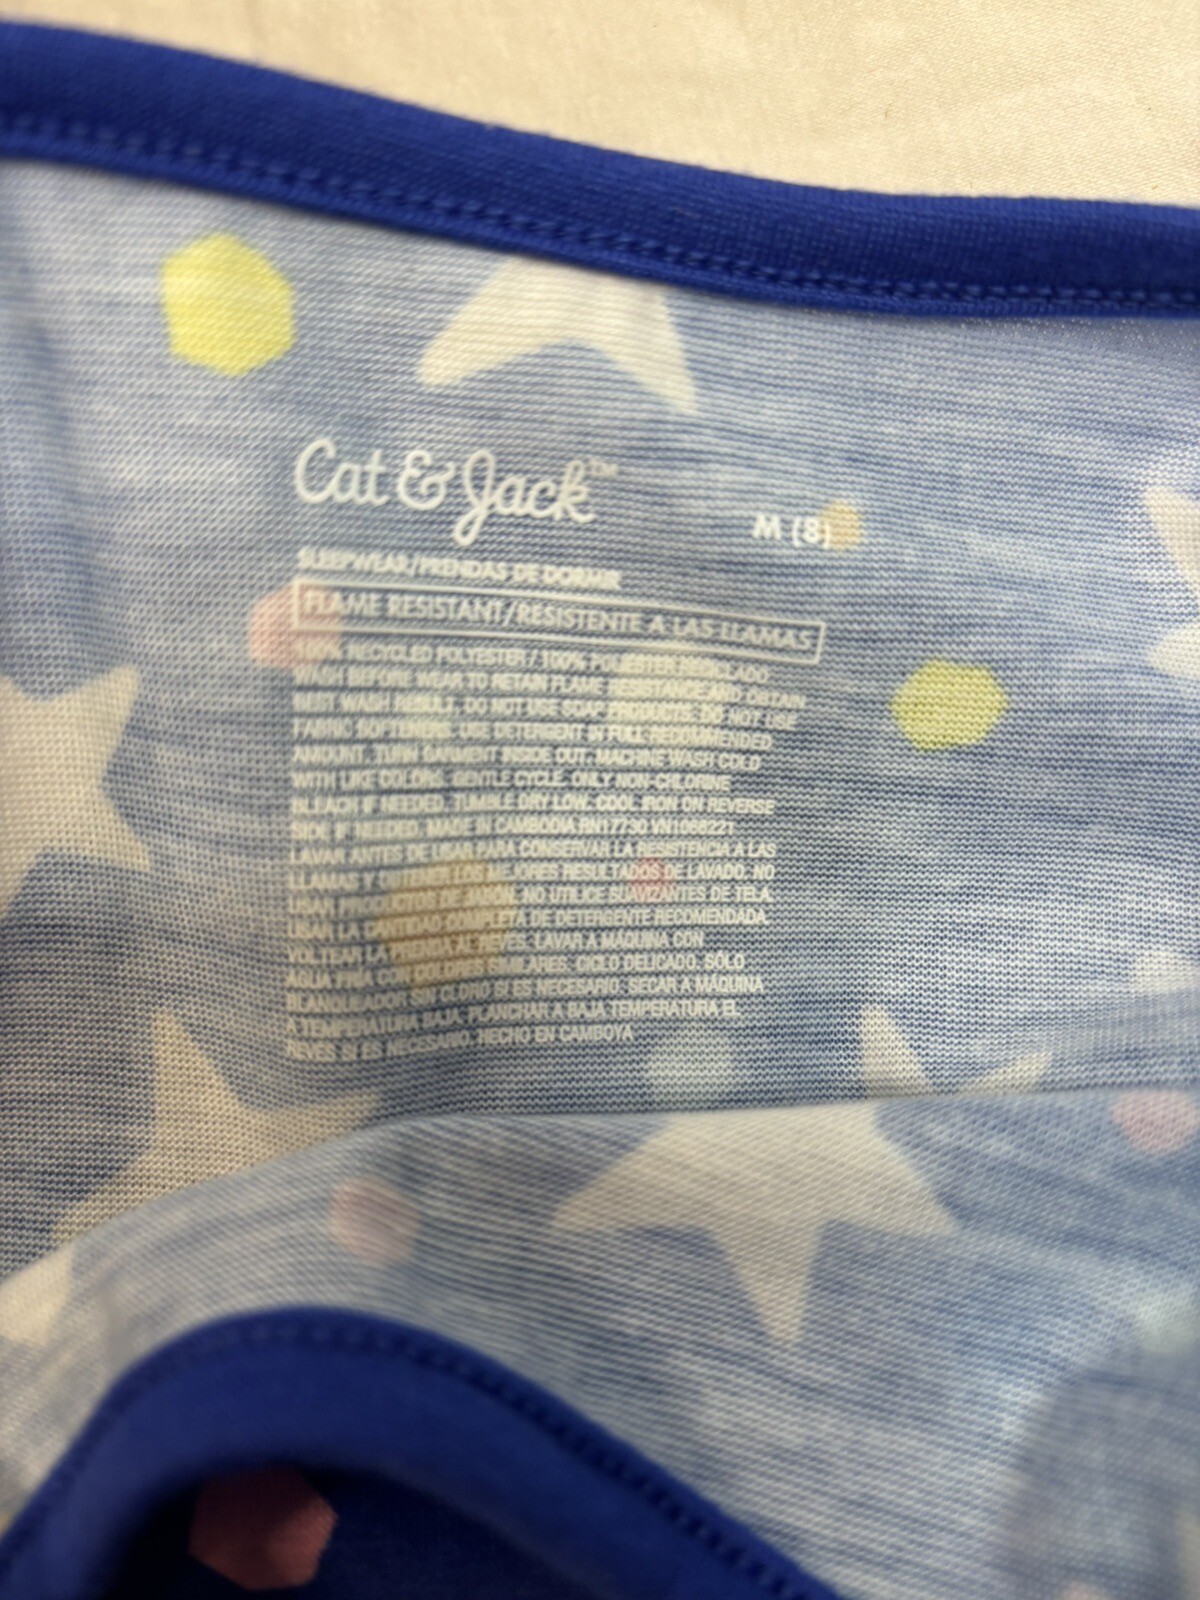 Cat & Jack™
M (8)
SLEEPWEAR/PRENDAS DE DORMIR
FLAME RESISTANT/RESISTENTE A LAS LLAMAS
100% RECYCLED POLYESTER / 100% POLIÉSTER RECICLADO
WASH BEFORE WEAR TO RETAIN FLAME RESISTANCE AND OBTAIN
BEST WASH RESULT. DO NOT USE SOAP PRODUCTS. DO NOT USE
FABRIC SOFTENERS. USE DETERGENT IN FULL RECOMMENDED
AMOUNT. TURN GARMENT INSIDE OUT. MACHINE WASH COLD
WITH LIKE COLORS. GENTLE CYCLE. ONLY NON-CHLORINE
BLEACH IF NEEDED. TUMBLE DRY LOW. COOL IRON ON REVERSE
SIDE IF NEEDED. MADE IN CAMBODIA RN17730 VN1086221
LAVAR ANTES DE USAR PARA CONSERVAR LA RESISTENCIA A LAS
LLAMAS Y OBTENER LOS MEJORES RESULTADOS DE LAVADO. NO
USAR PRODUCTOS DE JABÓN. NO UTILICE SUAVIZANTES DE TELA.
USAR LA CANTIDAD COMPLETA DE DETERGENTE RECOMENDADA
VOLTEAR LA PRENDA AL REVÉS. LAVAR A MÁQUINA CON
AGUA FRÍA CON COLORES SIMILARES. CICLO DELICADO. SÓLO
BLANQUEADOR SIN CLORO SI ES NECESARIO. SECAR A MÁQUINA
A TEMPERATURA BAJA. PLANCHAR A BAJA TEMPERATURA EL
REVÉS SI ES NECESARIO. HECHO EN CAMBOYA